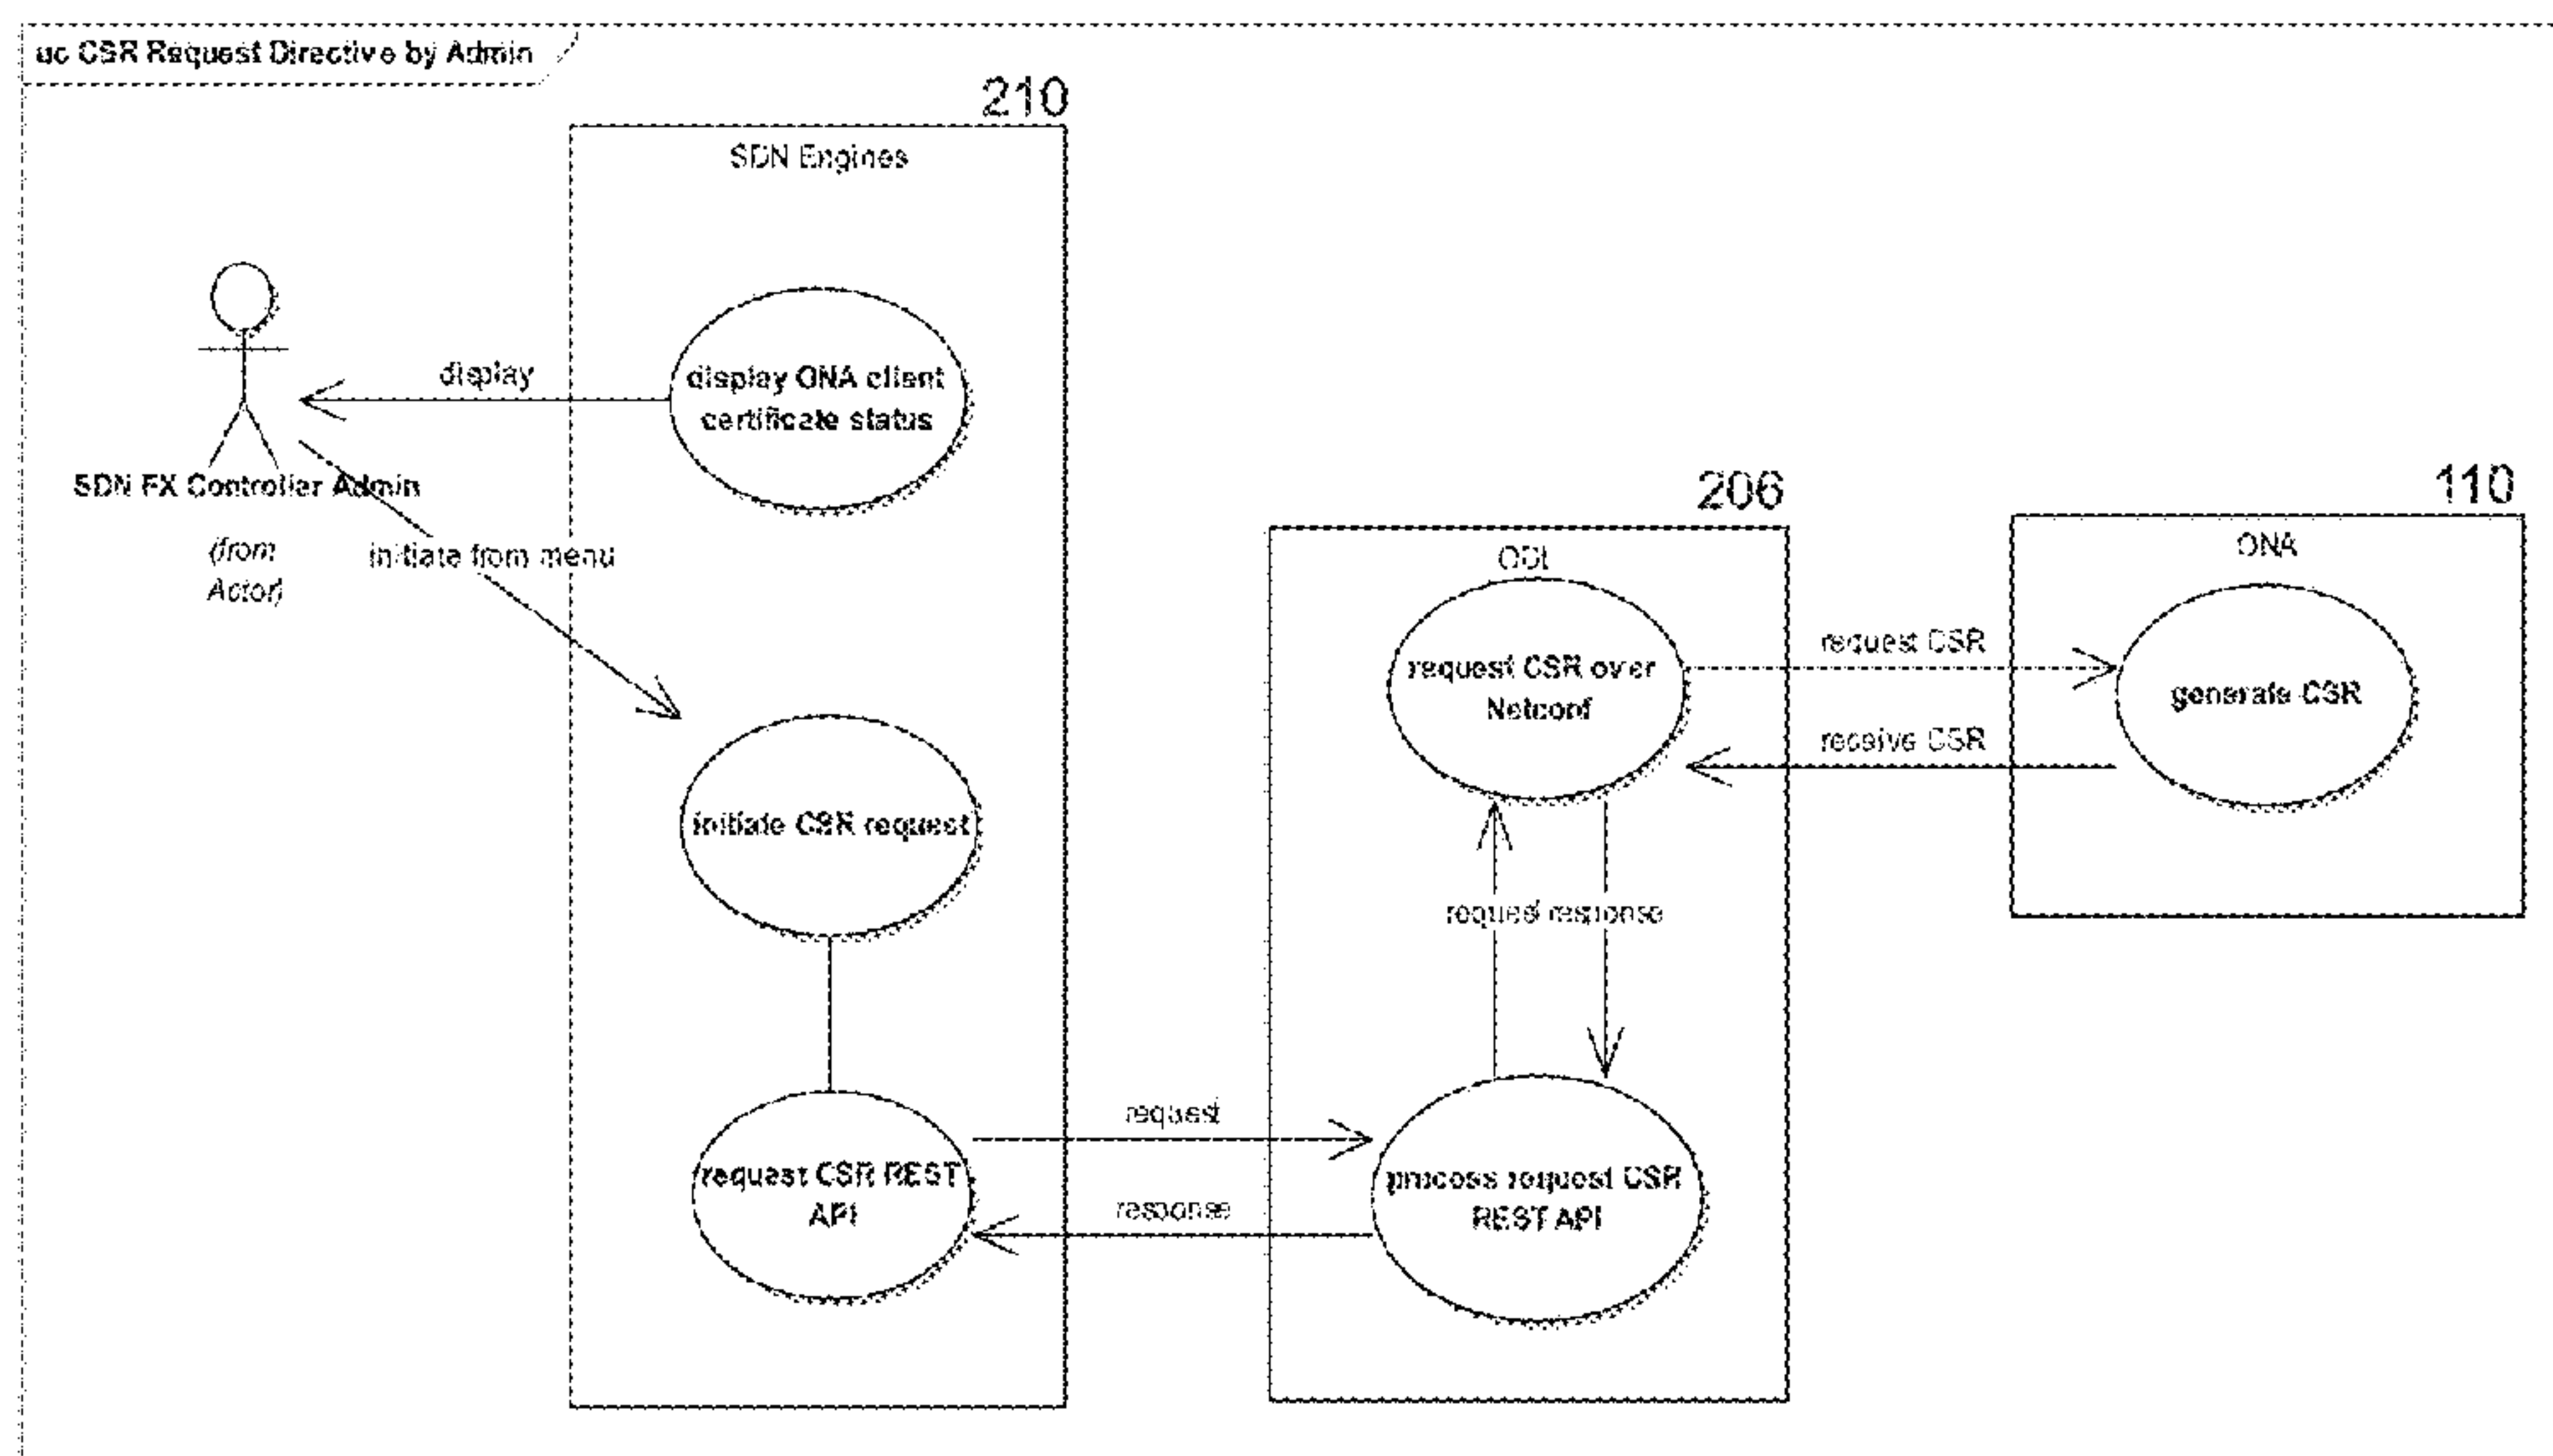 uc CSR Request Directive by Admin
210
SDN Engines
display
display ONA client
certificate status
SDN FX Controller Admin
(from
Actor)
initiate from menu
206
ODL
110
ONA
request CSR over
Netconf
request CSR
generate CSR
receive CSR
initiate CSR request
request response
request
request CSR REST
API
process request CSR
REST API
response